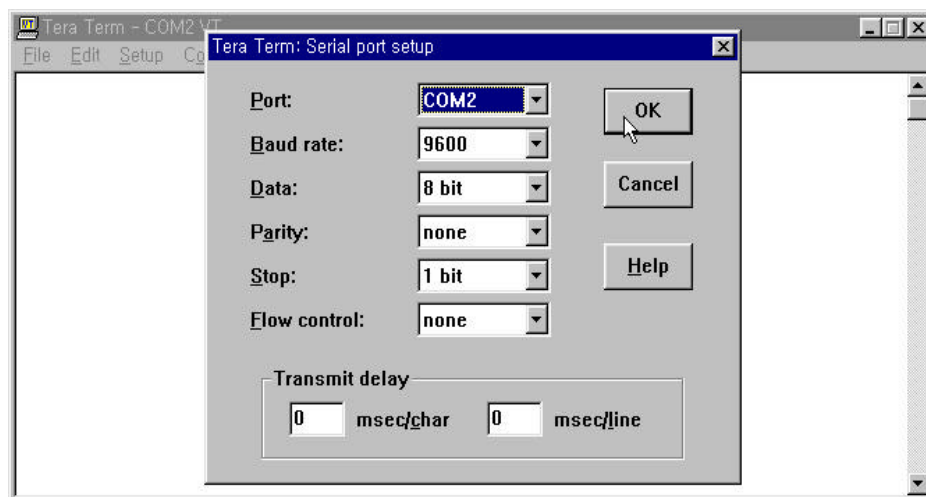 Tera Term - COM2 VT
File Edit Setup Co
Tera Term: Serial port setup
Port: COM2
OK
Baud rate: 9600
Data: 8 bit
Cancel
Parity: none
Stop: 1 bit
Help
Flow control: none
Transmit delay
0 msec/char 0 msec/line